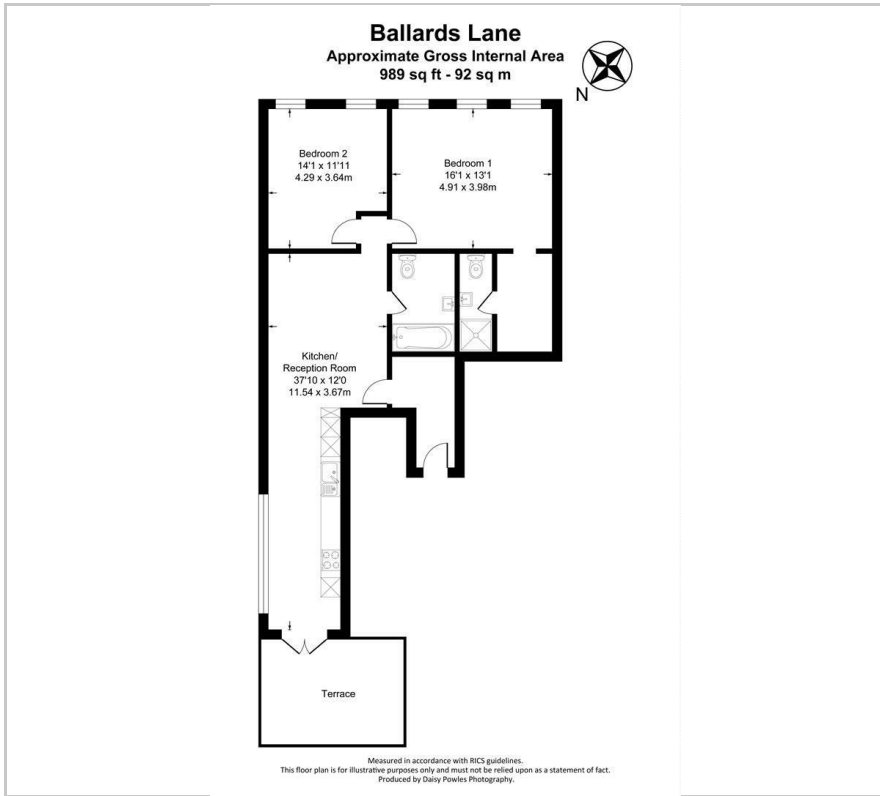 Ballards Lane
Approximate Gross Internal Area
989 sq ft - 92 sq m
N
Bedroom 2
14'1 x 11'11
4.29 x 3.64m
Bedroom 1
16'1 x 13'1
4.91 x 3.98m
Kitchen/
Reception Room
37'10 x 12'0
11.54 x 3.67m
Terrace
Measured in accordance with RICS guidelines.
This floor plan is for illustrative purposes only and must not be relied upon as a statement of fact.
Produced by Daisy Powles Photography.